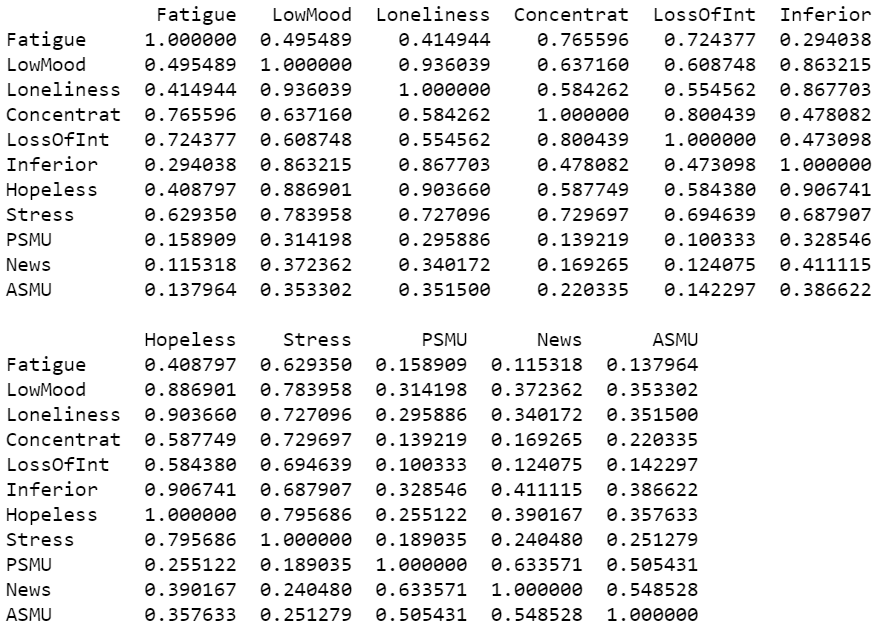 Fatigue LowMood Loneliness Concentrat LossOfInt Inferior
Fatigue 1.000000 0.495489 0.414944 0.765596 0.724377 0.294038
LowMood 0.495489 1.000000 0.936039 0.637160 0.608748 0.863215
Loneliness 0.414944 0.936039 1.000000 0.584262 0.554562 0.867703
Concentrat 0.765596 0.637160 0.584262 1.000000 0.800439 0.478082
LossOfInt 0.724377 0.608748 0.554562 0.800439 1.000000 0.473098
Inferior 0.294038 0.863215 0.867703 0.478082 0.473098 1.000000
Hopeless 0.408797 0.886901 0.903660 0.587749 0.584380 0.906741
Stress 0.629350 0.783958 0.727096 0.729697 0.694639 0.687907
PSMU 0.158909 0.314198 0.295886 0.139219 0.100333 0.328546
News 0.115318 0.372362 0.340172 0.169265 0.124075 0.411115
ASMU 0.137964 0.353302 0.351500 0.220335 0.142297 0.386622
Hopeless Stress PSMU News ASMU
Fatigue 0.408797 0.629350 0.158909 0.115318 0.137964
LowMood 0.886901 0.783958 0.314198 0.372362 0.353302
Loneliness 0.903660 0.727096 0.295886 0.340172 0.351500
Concentrat 0.587749 0.729697 0.139219 0.169265 0.220335
LossOfInt 0.584380 0.694639 0.100333 0.124075 0.142297
Inferior 0.906741 0.687907 0.328546 0.411115 0.386622
Hopeless 1.000000 0.795686 0.255122 0.390167 0.357633
Stress 0.795686 1.000000 0.189035 0.240480 0.251279
PSMU 0.255122 0.189035 1.000000 0.633571 0.505431
News 0.390167 0.240480 0.633571 1.000000 0.548528
ASMU 0.357633 0.251279 0.505431 0.548528 1.000000